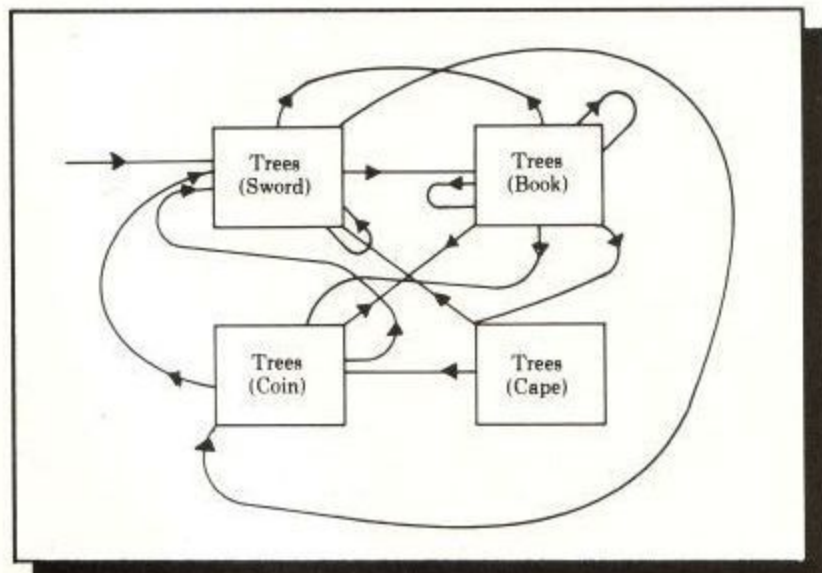 Trees
(Sword)
Trees
(Book)
Trees
(Coin)
Trees
(Cape)